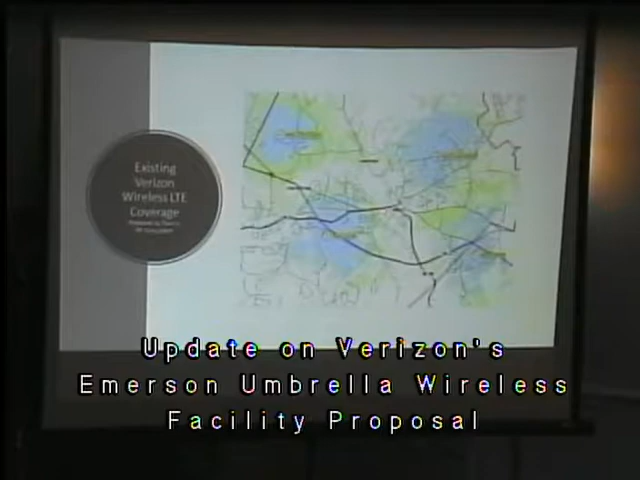 Existing
Verizon
Wireless LTE
Coverage
Update on Verizon's
Emerson Umbrella Wireless
Facility Proposal